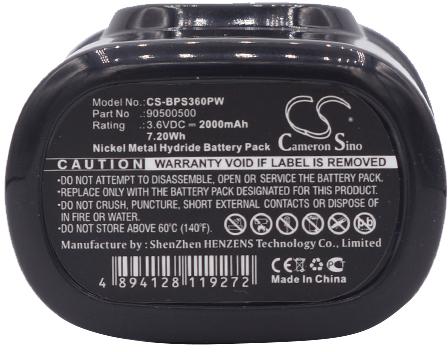 Model No.: CS-BPS360PW
Part No :90500500
Rating :3.6VDC⎓ 2000mAh
7.20Wh
CS
Cameron Sino
Nickel Metal Hydride Battery Pack
CAUTION WARRANTY VOID IF LABEL IS REMOVED
•DO NOT ATTEMPT TO DISASSEMBLE, OPEN OR SERVICE THE BATTERY PACK.
•REPLACE ONLY WITH THE BATTERY PACK DESIGNATED FOR YOUR PRODUCT.
•DO NOT CRUSH, PUNCTURE, SHORT EXTERNAL CONTACTS OR DISPOSE OF
IN FIRE OR WATER.
•DO NOT STORE ABOVE 60℃ (140℉).
Manufacture by : ShenZhen HENZENS Technology Co., Limited
4 894128 119272
CE
Made In China